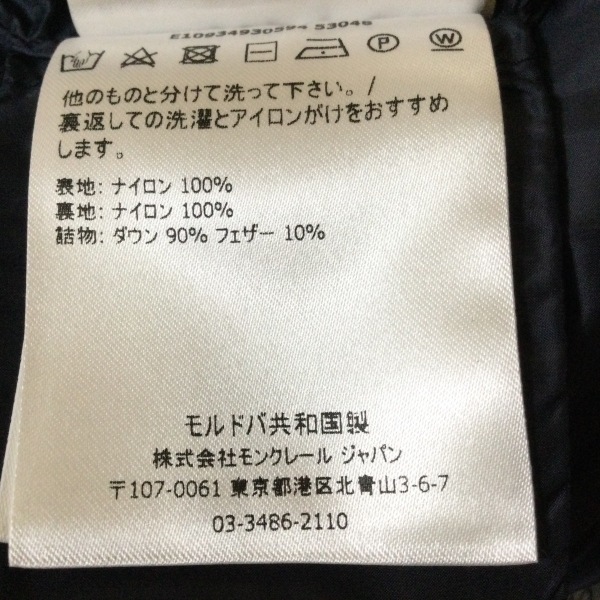 E10934930594 53048
他のものと分けて洗って下さい。/
裏返しての洗濯とアイロンがけをおすすめ
します。
表地: ナイロン 100%
裏地: ナイロン 100%
詰物: ダウン 90% フェザー 10%
モルドバ共和国製
株式会社モンクレール ジャパン
〒107-0061 東京都港区北青山3-6-7
03-3486-2110